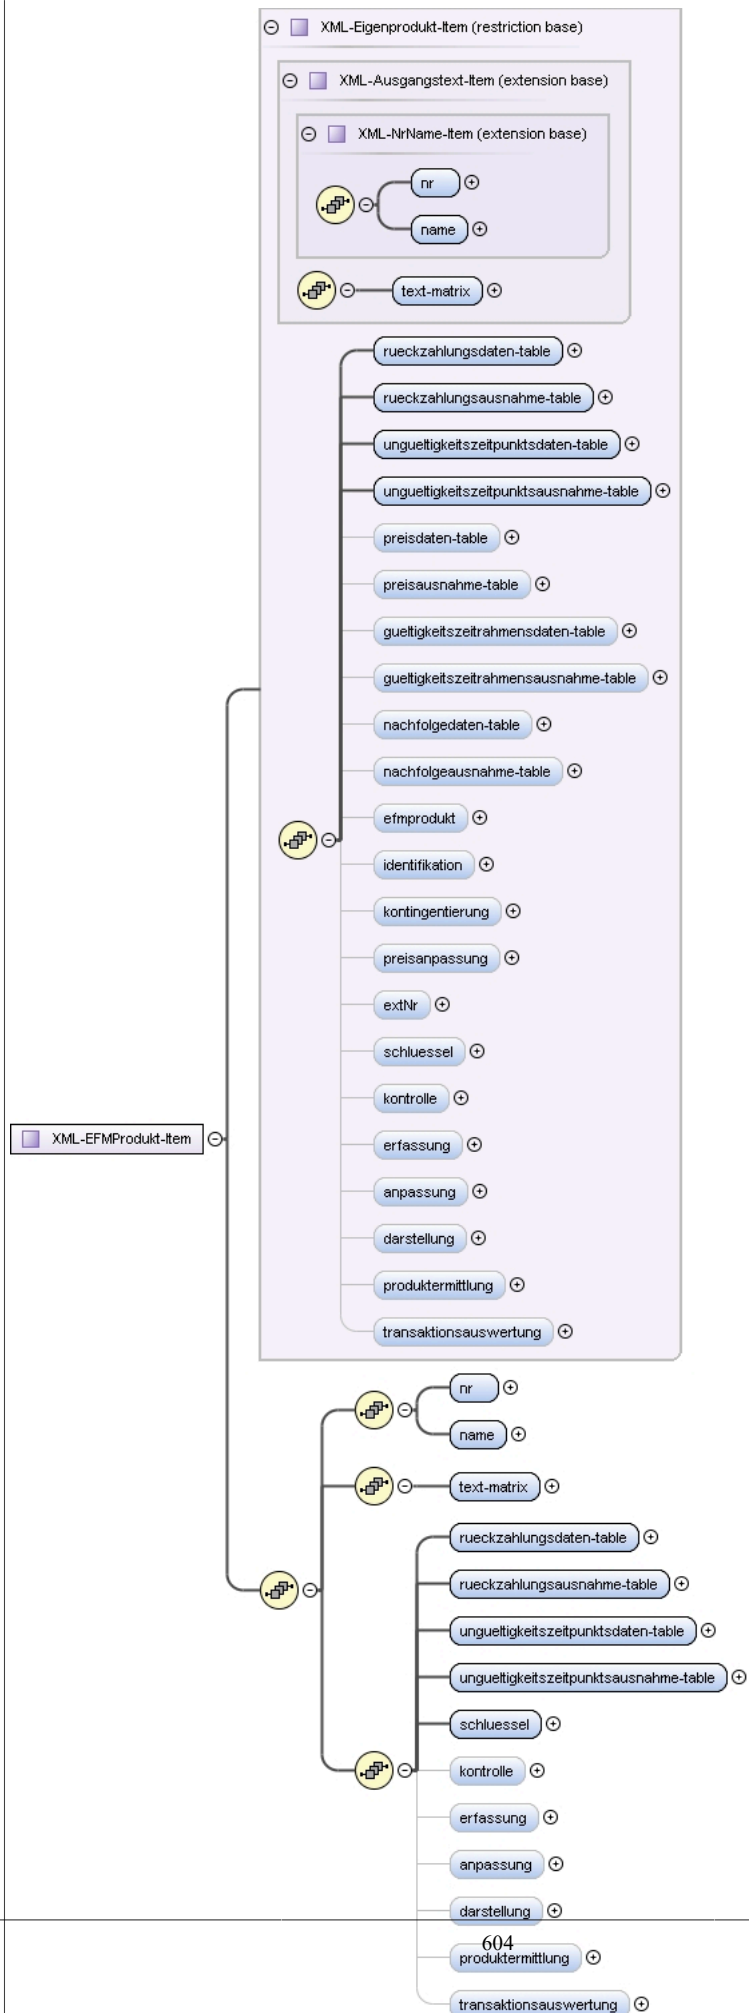 XML-Eigenprodukt-Item (restriction base)
XML-Ausgangstext-Item (extension base)
XML-NrName-Item (extension base)
nr
name
text-matrix
rueckzahlungsdaten-table
rueckzahlungsausnahme-table
ungueltigkeitszeitpunktsdaten-table
ungueltigkeitszeitpunktsausnahme-table
preisdaten-table
preisausnahme-table
gueltigkeitszeitrahmensdaten-table
gueltigkeitszeitrahmensausnahme-table
nachfolgedaten-table
nachfolgeausnahme-table
efmprodukt
identifikation
kontingentierung
preisanpassung
extNr
schluessel
kontrolle
erfassung
anpassung
darstellung
produktermittlung
transaktionsauswertung
XML-EFMProdukt-Item
nr
name
text-matrix
rueckzahlungsdaten-table
rueckzahlungsausnahme-table
ungueltigkeitszeitpunktsdaten-table
ungueltigkeitszeitpunktsausnahme-table
schluessel
kontrolle
erfassung
anpassung
darstellung
604
produktermittlung
transaktionsauswertung